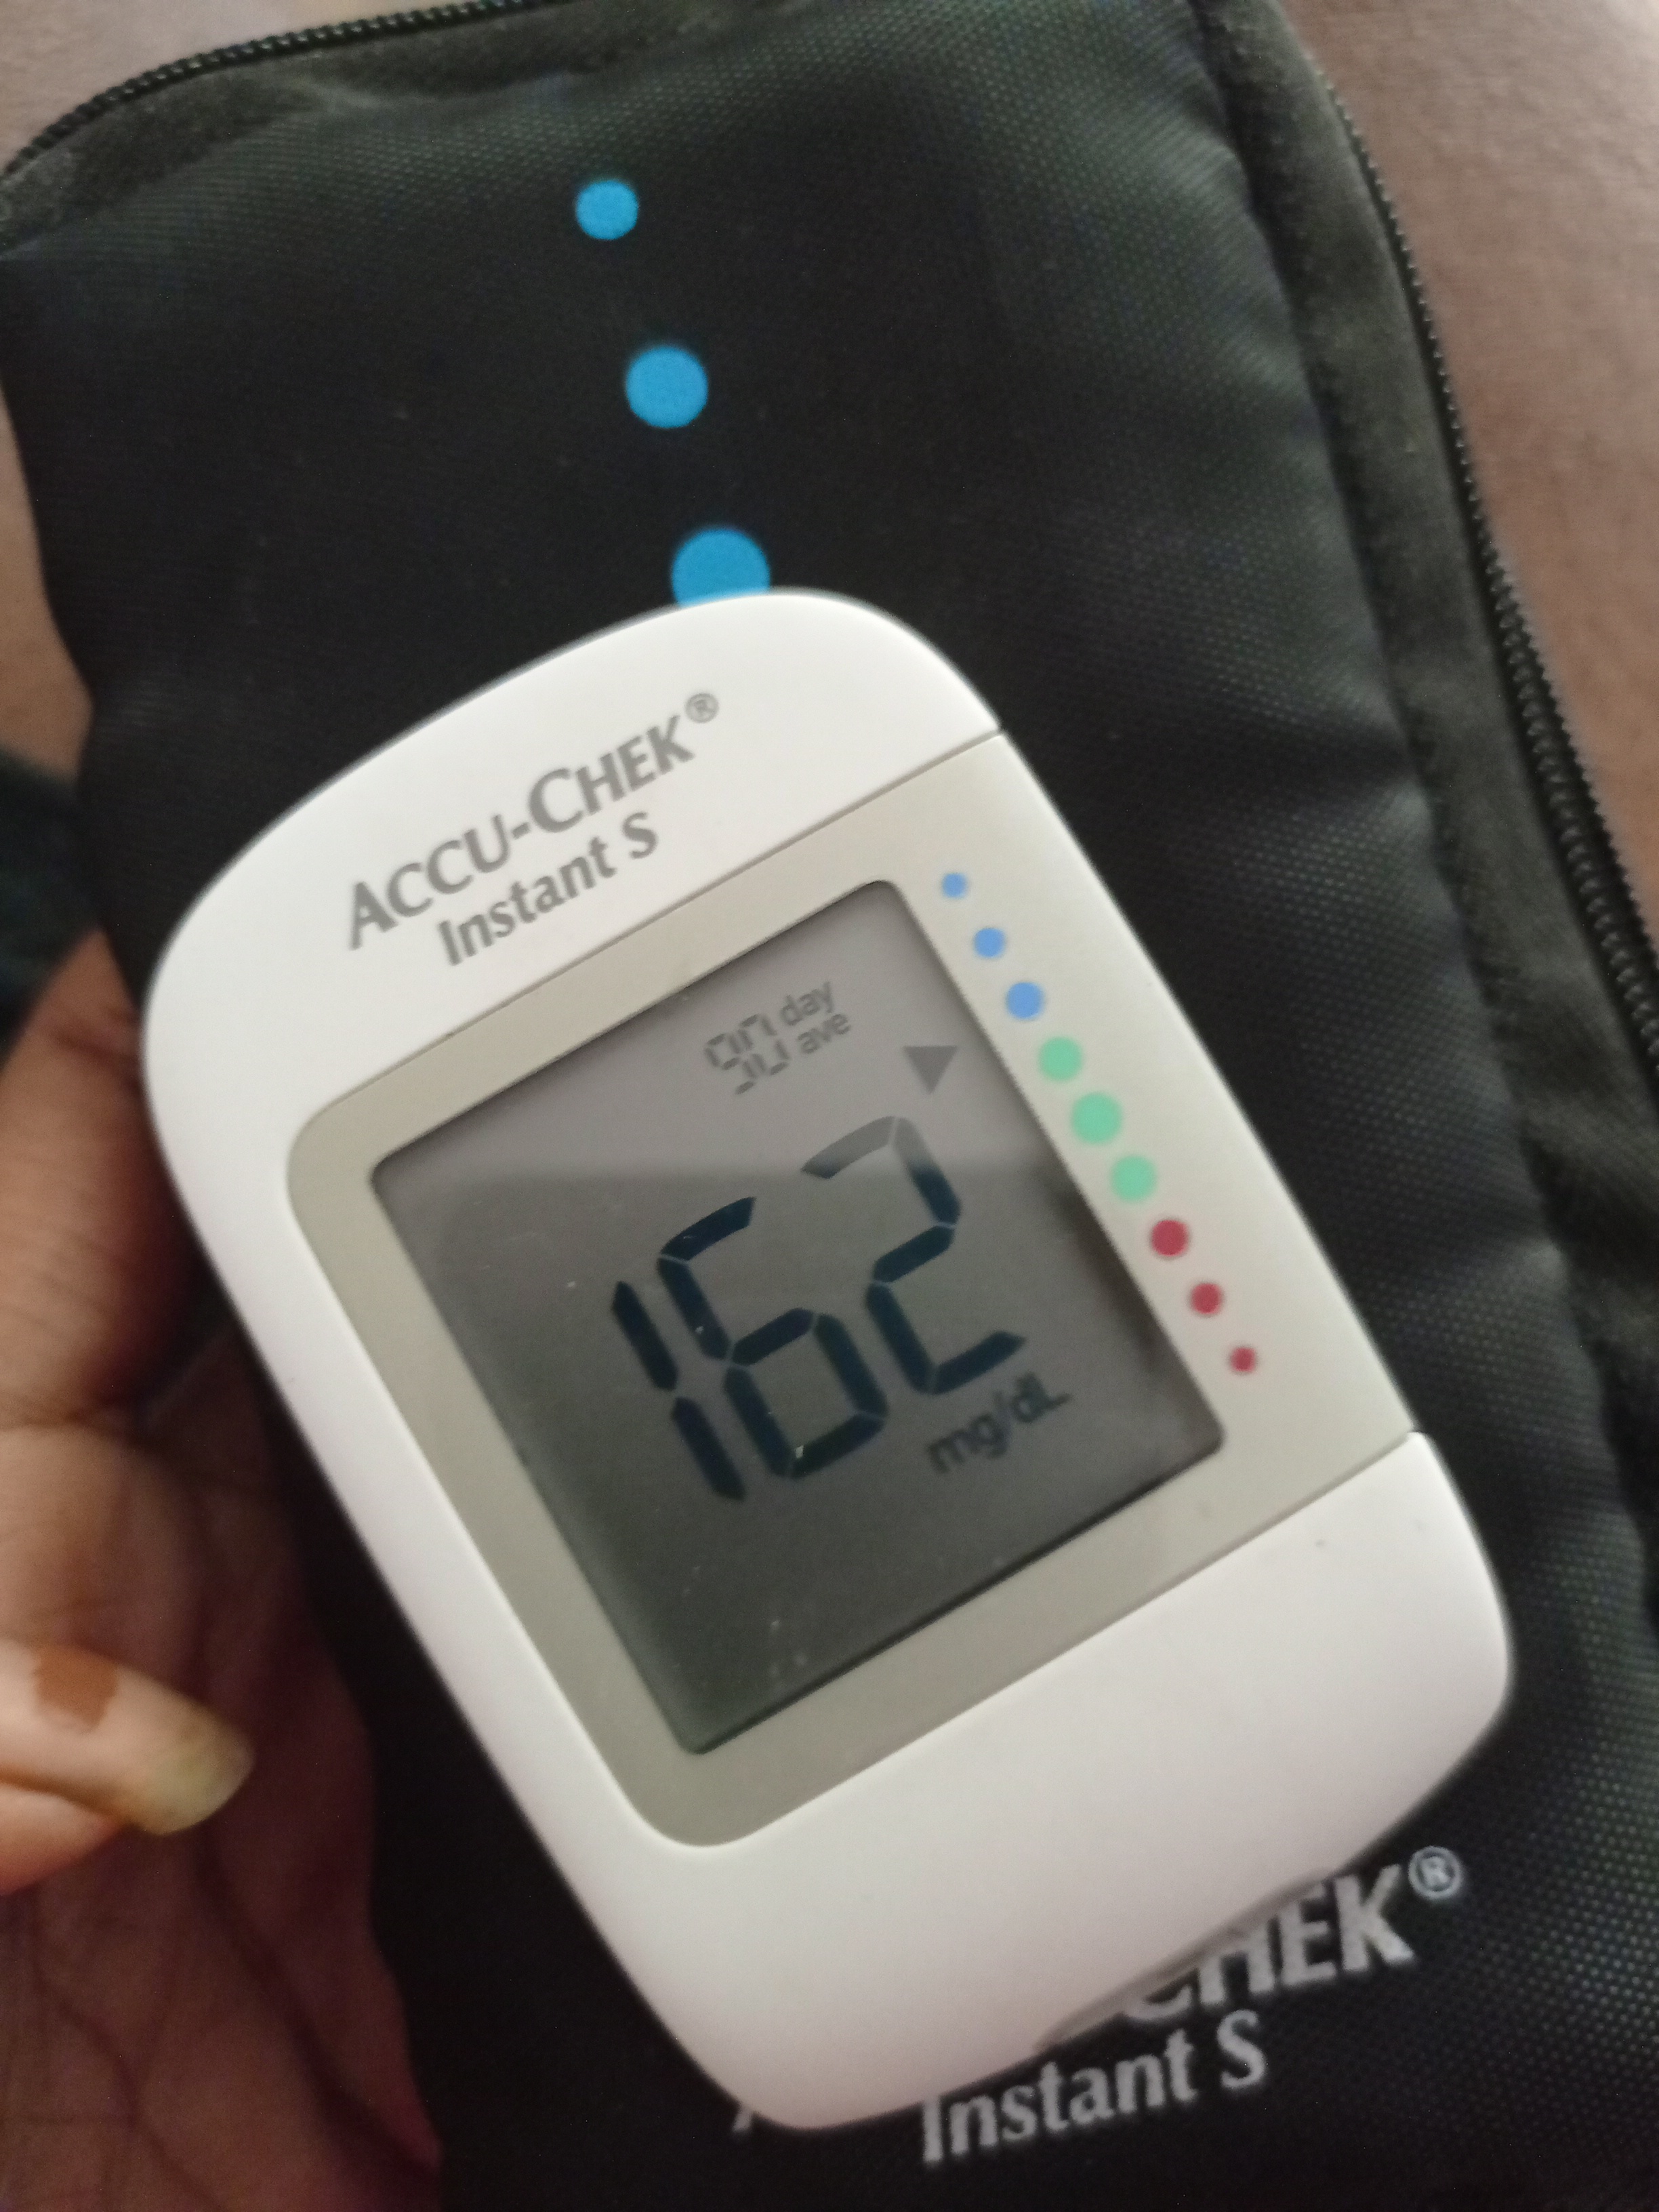 ACCU-CHEK®
Instant S
90 day
ave
162
mg/dL
CHEK®
Instant S